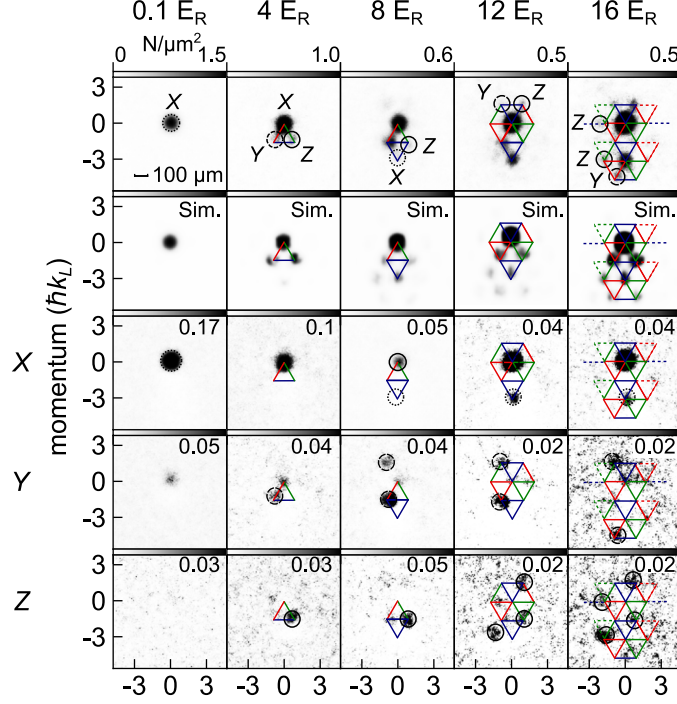 0.1 E_R 4 E_R 8 E_R 12 E_R 16 E_R
0 N/μm² 1.5 1.0 0.6 0.5 0.5
3 X X Y Z
0 Z
Y Z Z Z
-3 X Y
100 μm
3 Sim. Sim. Sim. Sim. Sim.
0
-3
momentum (ħk_L)
X 3 0.17 0.1 0.05 0.04 0.04
0
-3
Y 3 0.05 0.04 0.04 0.02 0.02
0
-3
Z 3 0.03 0.03 0.05 0.02 0.02
0
-3
-3 0 3 -3 0 3 -3 0 3 -3 0 3 -3 0 3